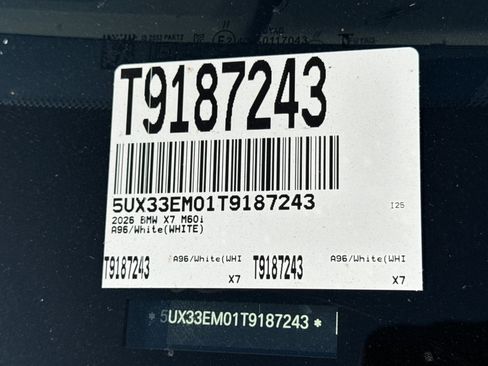 T9187243
5UX33EM01T9187243
I25
2026 BMW X7 M60i
A96/White(WHITE)
T9187243
A96/White(WHI
X7
T9187243
A96/White(WHI
X7
* 5UX33EM01T9187243 *